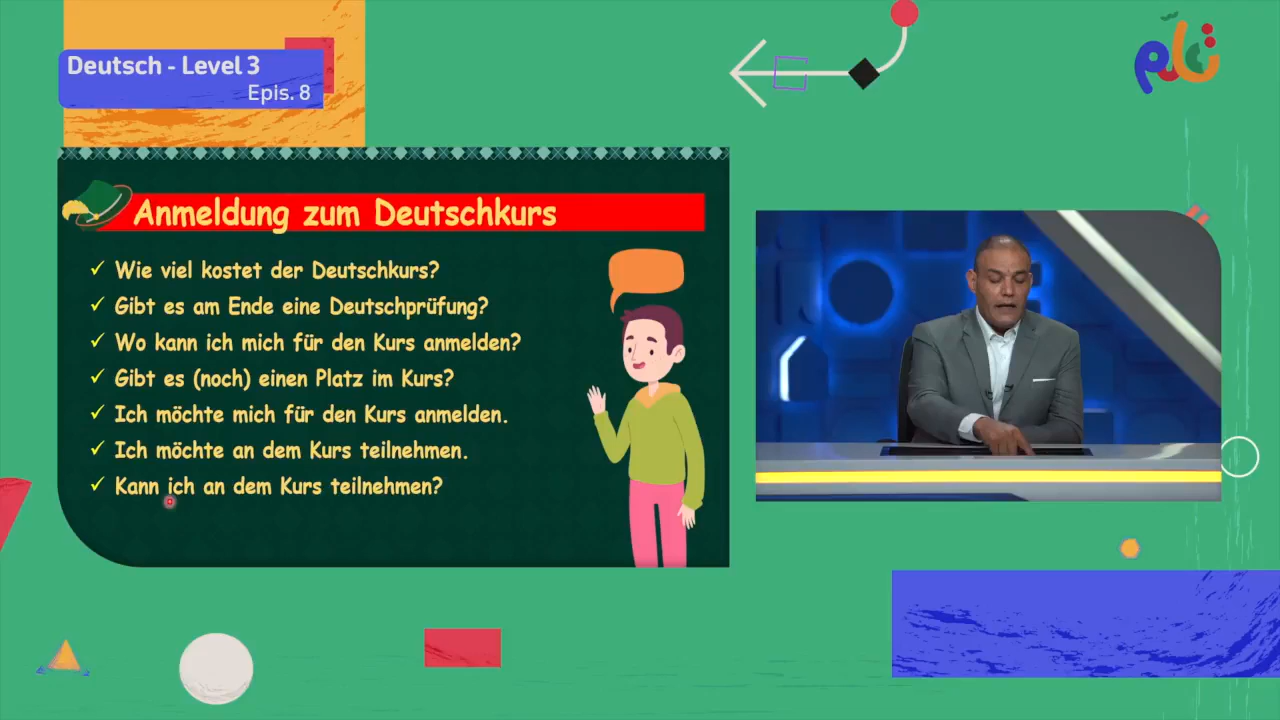 Deutsch - Level 3
Epis. 8
Anmeldung zum Deutschkurs
✓ Wie viel kostet der Deutschkurs?
✓ Gibt es am Ende eine Deutschprüfung?
✓ Wo kann ich mich für den Kurs anmelden?
✓ Gibt es (noch) einen Platz im Kurs?
✓ Ich möchte mich für den Kurs anmelden.
✓ Ich möchte an dem Kurs teilnehmen.
✓ Kann ich an dem Kurs teilnehmen?